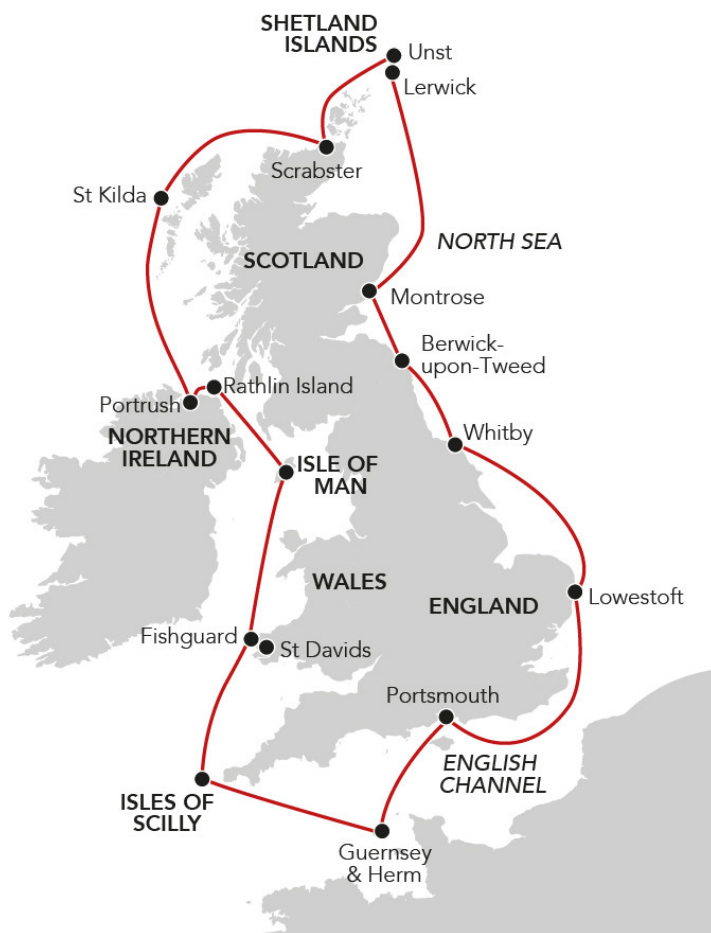 SHETLAND
ISLANDS
Unst
Lerwick
Scrabster
St Kilda
NORTH SEA
SCOTLAND
Montrose
Berwick-
upon-Tweed
Rathlin Island
Portrush
NORTHERN
IRELAND
Whitby
ISLE OF
MAN
WALES
ENGLAND
Lowestoft
Fishguard
St Davids
Portsmouth
ENGLISH
CHANNEL
ISLES OF
SCILLY
Guernsey
& Herm